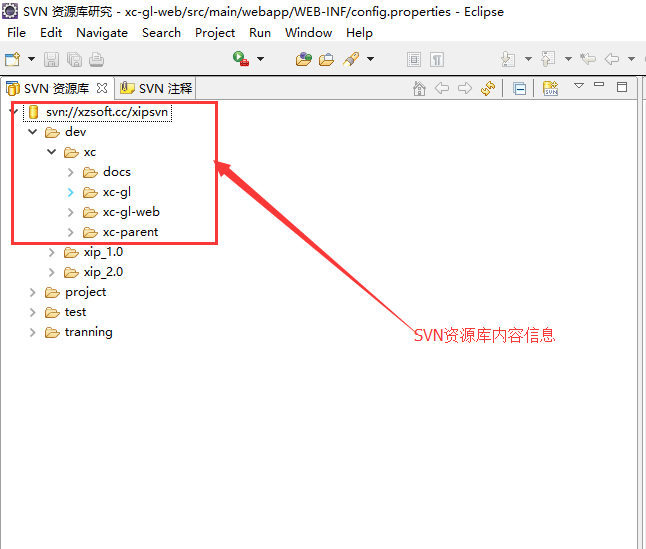 SVN 资源库研究 - xc-gl-web/src/main/webapp/WEB-INF/config.properties - Eclipse
File Edit Navigate Search Project Run Window Help
SVN 资源库 SVN 注释
svn://xzsoft.cc/xipsvn
dev
xc
docs
xc-gl
xc-gl-web
xc-parent
xip_1.0
xip_2.0
project
test
tranning
SVN资源库内容信息